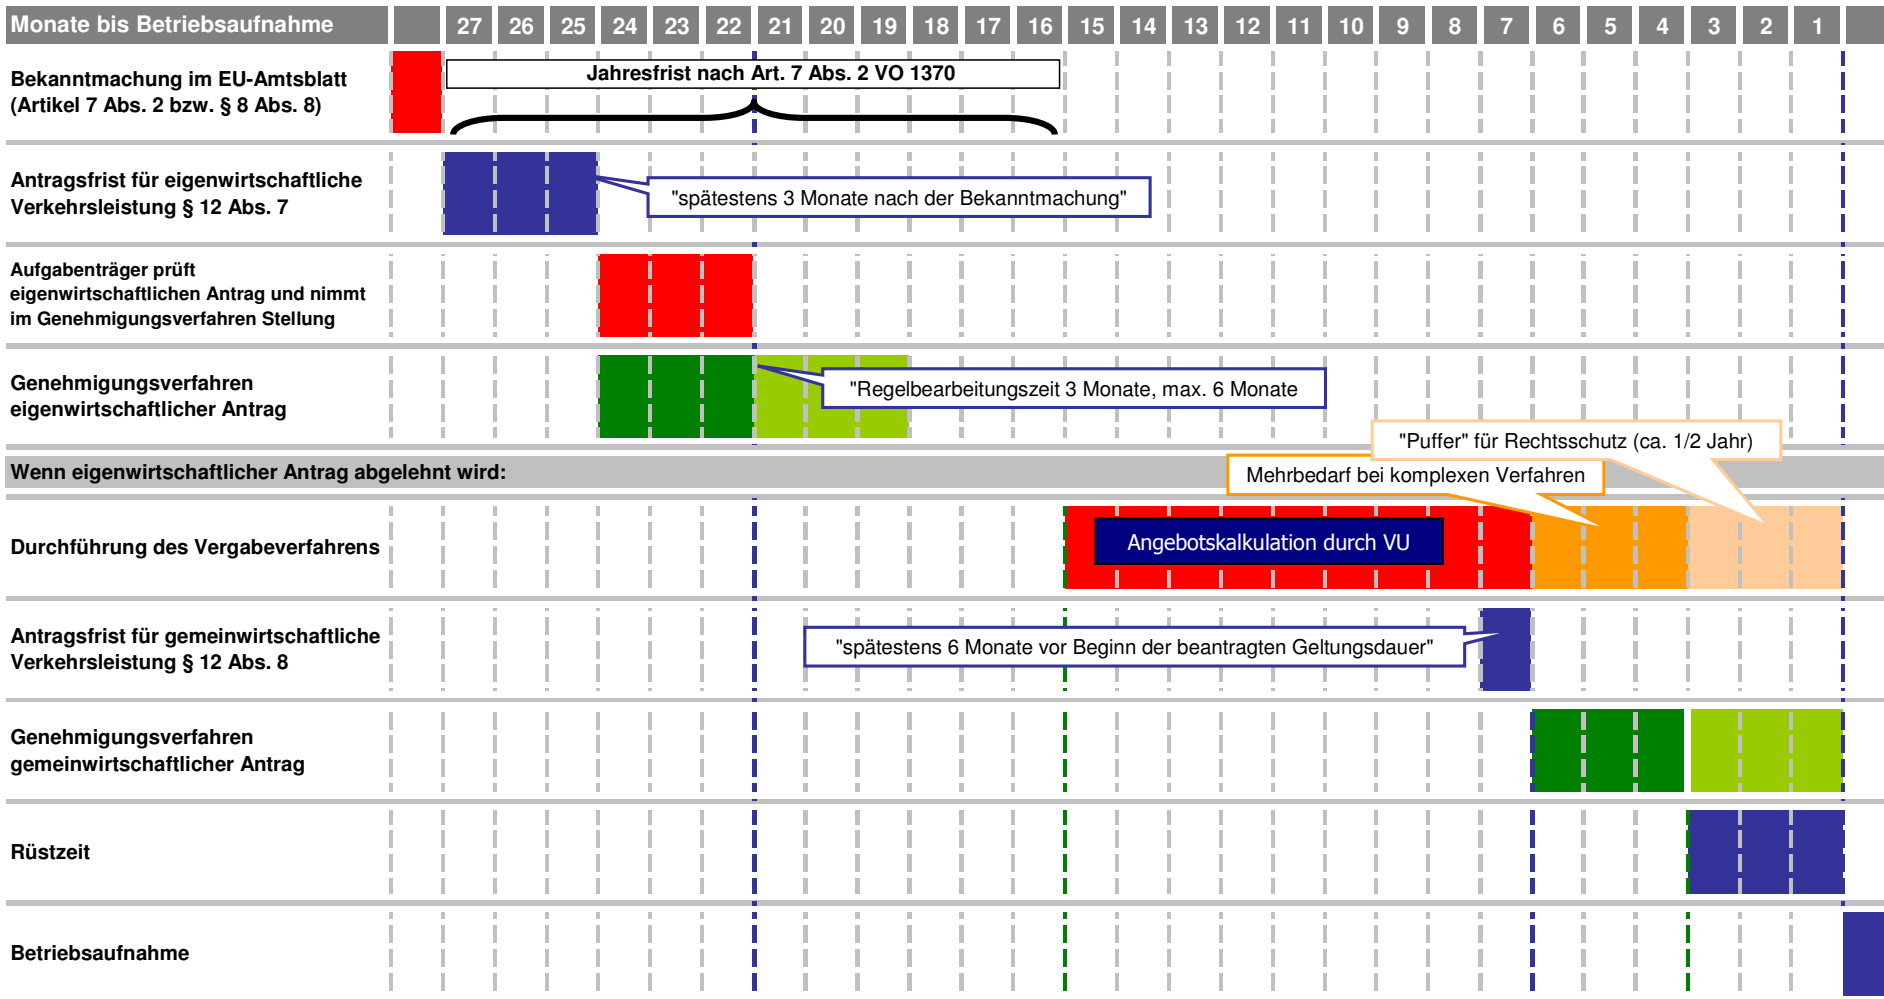 Monate bis Betriebsaufnahme 27 26 25 24 23 22 21 20 19 18 17 16 15 14 13 12 11 10 9 8 7 6 5 4 3 2 1
Bekanntmachung im EU-Amtsblatt
(Artikel 7 Abs. 2 bzw. § 8 Abs. 8)
Jahresfrist nach Art. 7 Abs. 2 VO 1370
Antragsfrist für eigenwirtschaftliche
Verkehrsleistung § 12 Abs. 7
"spätestens 3 Monate nach der Bekanntmachung"
Aufgabenträger prüft
eigenwirtschaftlichen Antrag und nimmt
im Genehmigungsverfahren Stellung
Genehmigungsverfahren
eigenwirtschaftlicher Antrag
"Regelbearbeitungszeit 3 Monate, max. 6 Monate
"Puffer" für Rechtsschutz (ca. 1/2 Jahr)
Wenn eigenwirtschaftlicher Antrag abgelehnt wird:
Mehrbedarf bei komplexen Verfahren
Durchführung des Vergabeverfahrens
Angebotskalkulation durch VU
Antragsfrist für gemeinwirtschaftliche
Verkehrsleistung § 12 Abs. 8
"spätestens 6 Monate vor Beginn der beantragten Geltungsdauer"
Genehmigungsverfahren
gemeinwirtschaftlicher Antrag
Rüstzeit
Betriebsaufnahme